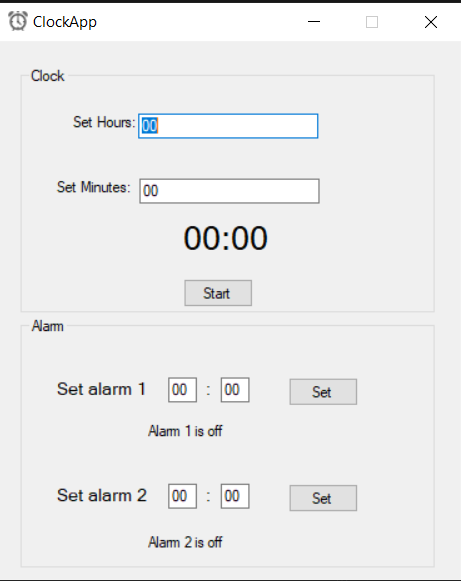 ClockApp
Clock
Set Hours: 00
Set Minutes: 00
00:00
Start
Alarm
Set alarm 1 00 : 00 Set
Alarm 1 is off
Set alarm 2 00 : 00 Set
Alarm 2 is off